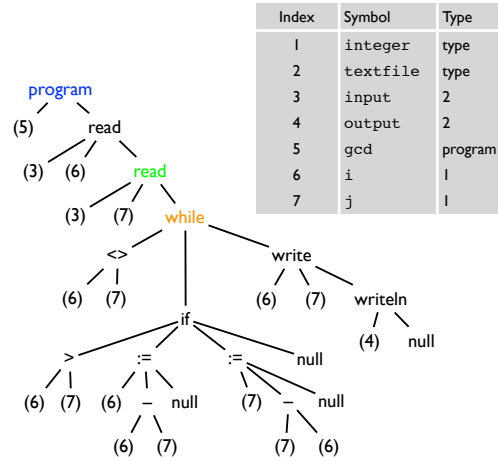 Index Symbol Type
1 integer type
2 textfile type
3 input 2
4 output 2
5 gcd program
6 i 1
7 j 1
program
(5) read
(3) (6) read
(3) (7) while
<> write
(6) (7) (6) (7) writeln
if (4) null
> := := null
(6) (7) (6) – null (7) – null
(6) (7) (7) (6)